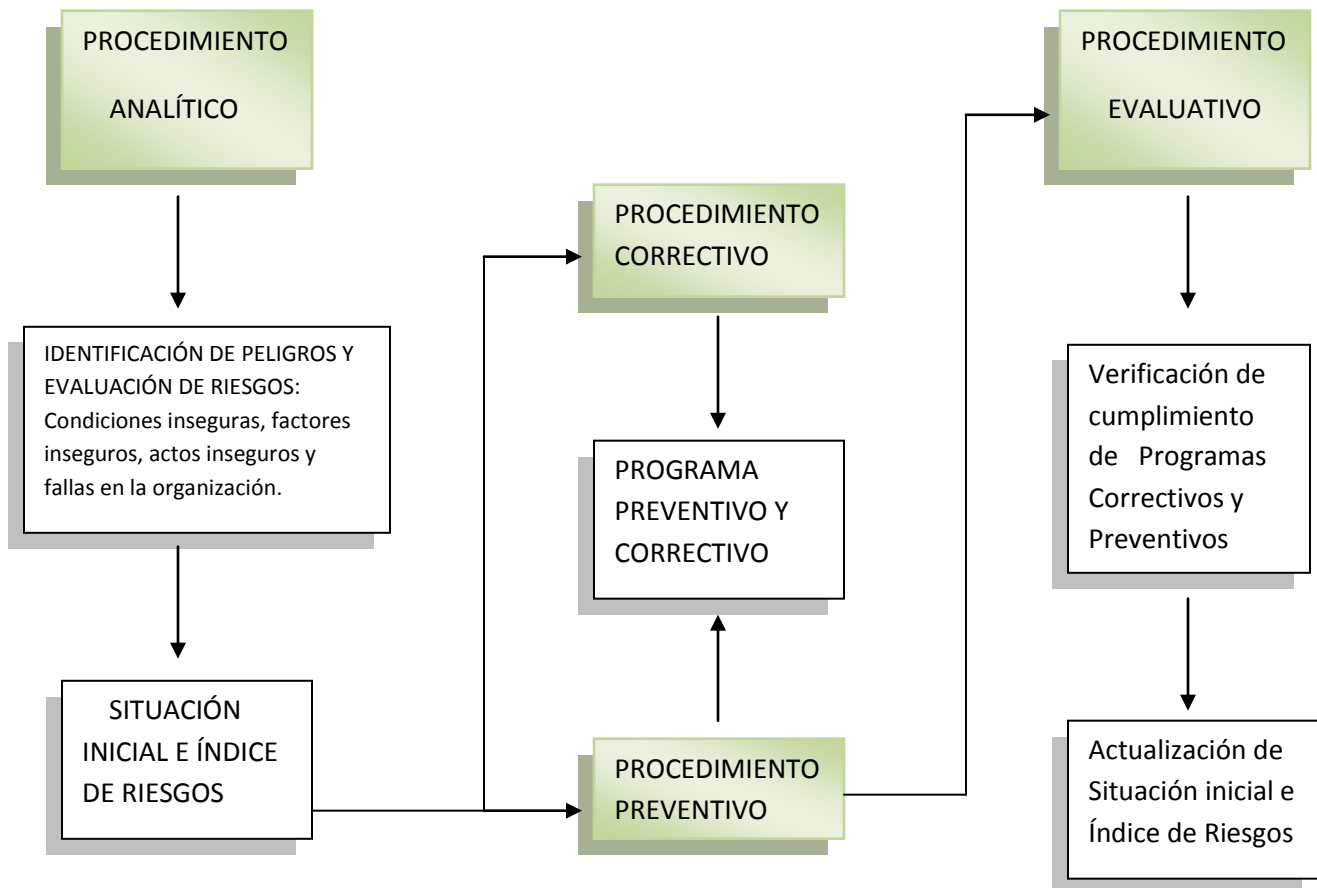 PROCEDIMIENTO
ANALÍTICO
IDENTIFICACIÓN DE PELIGROS Y
EVALUACIÓN DE RIESGOS:
Condiciones inseguras, factores
inseguros, actos inseguros y
fallas en la organización.
SITUACIÓN
INICIAL E ÍNDICE
DE RIESGOS
PROCEDIMIENTO
CORRECTIVO
PROGRAMA
PREVENTIVO Y
CORRECTIVO
PROCEDIMIENTO
PREVENTIVO
PROCEDIMIENTO
EVALUATIVO
Verificación de
cumplimiento
de Programas
Correctivos y
Preventivos
Actualización de
Situación inicial e
Índice de Riesgos